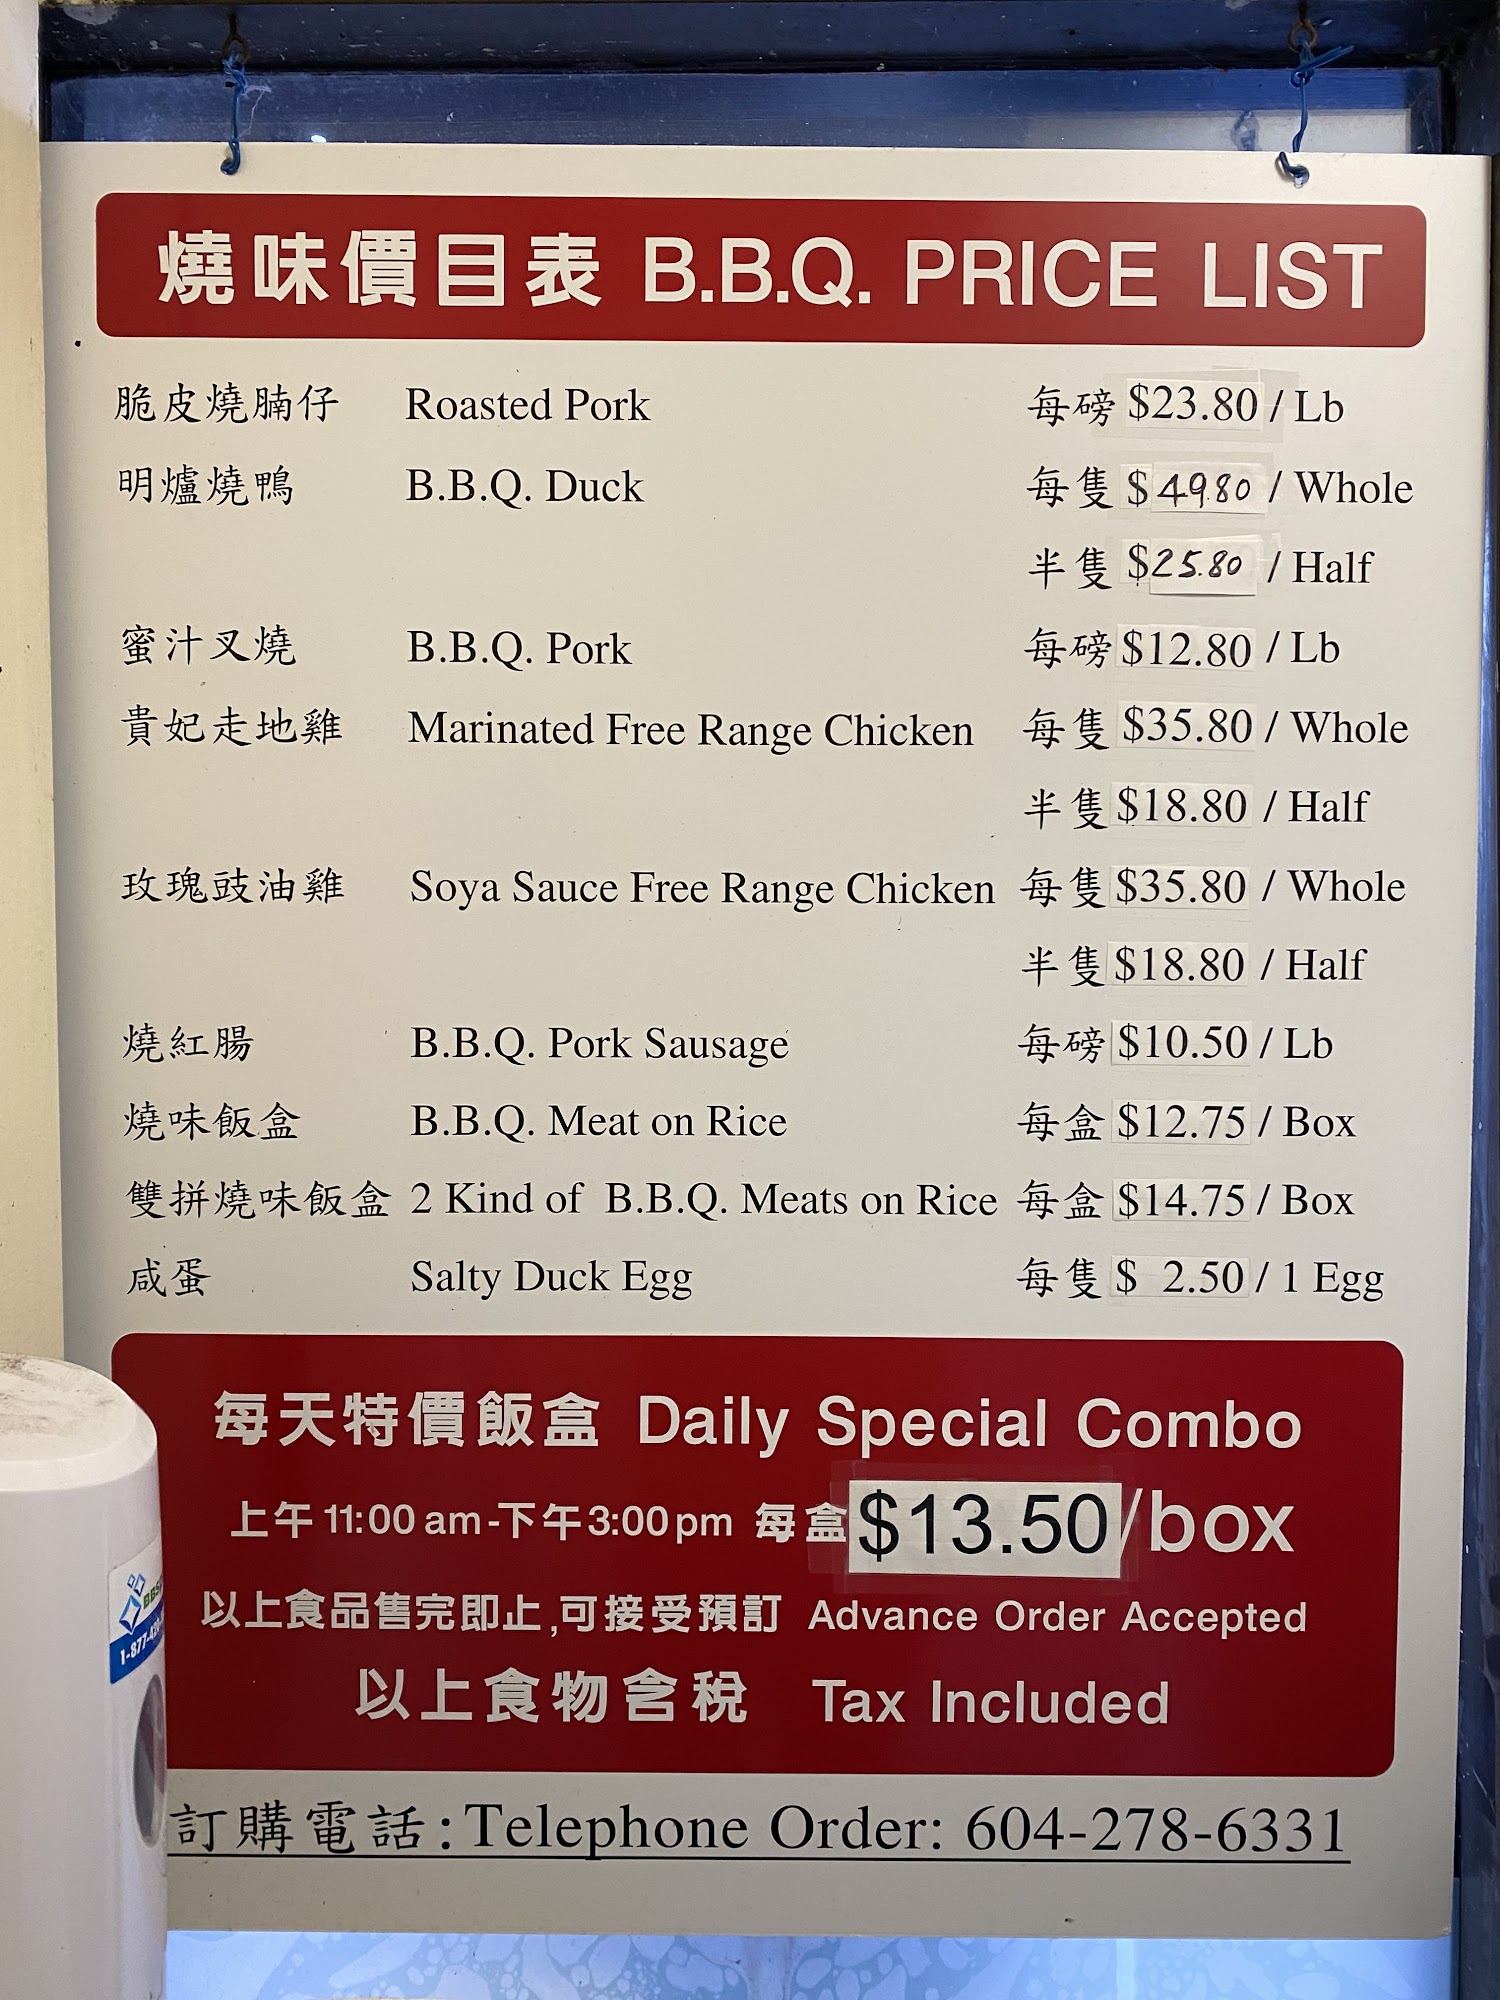 燒味價目表 B.B.Q. PRICE LIST
脆皮燒腩仔 Roasted Pork 每磅 $23.80 / Lb
明爐燒鴨 B.B.Q. Duck 每隻 $49.80 / Whole
半隻 $25.80 / Half
蜜汁叉燒 B.B.Q. Pork 每磅 $12.80 / Lb
貴妃走地雞 Marinated Free Range Chicken 每隻 $35.80 / Whole
半隻 $18.80 / Half
玫瑰豉油雞 Soya Sauce Free Range Chicken 每隻 $35.80 / Whole
半隻 $18.80 / Half
燒紅腸 B.B.Q. Pork Sausage 每磅 $10.50 / Lb
燒味飯盒 B.B.Q. Meat on Rice 每盒 $12.75 / Box
雙拼燒味飯盒 2 Kind of B.B.Q. Meats on Rice 每盒 $14.75 / Box
咸蛋 Salty Duck Egg 每隻 $ 2.50 / 1 Egg
每天特價飯盒 Daily Special Combo
上午11:00 am-下午3:00pm 每盒 $13.50/box
以上食品售完即止,可接受預訂 Advance Order Accepted
以上食物含稅 Tax Included
訂購電話:Telephone Order: 604-278-6331